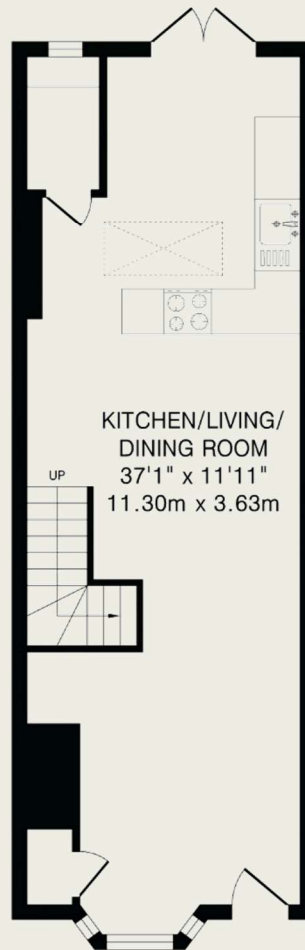 KITCHEN/LIVING/
DINING ROOM
37'1" x 11'11"
11.30m x 3.63m
UP